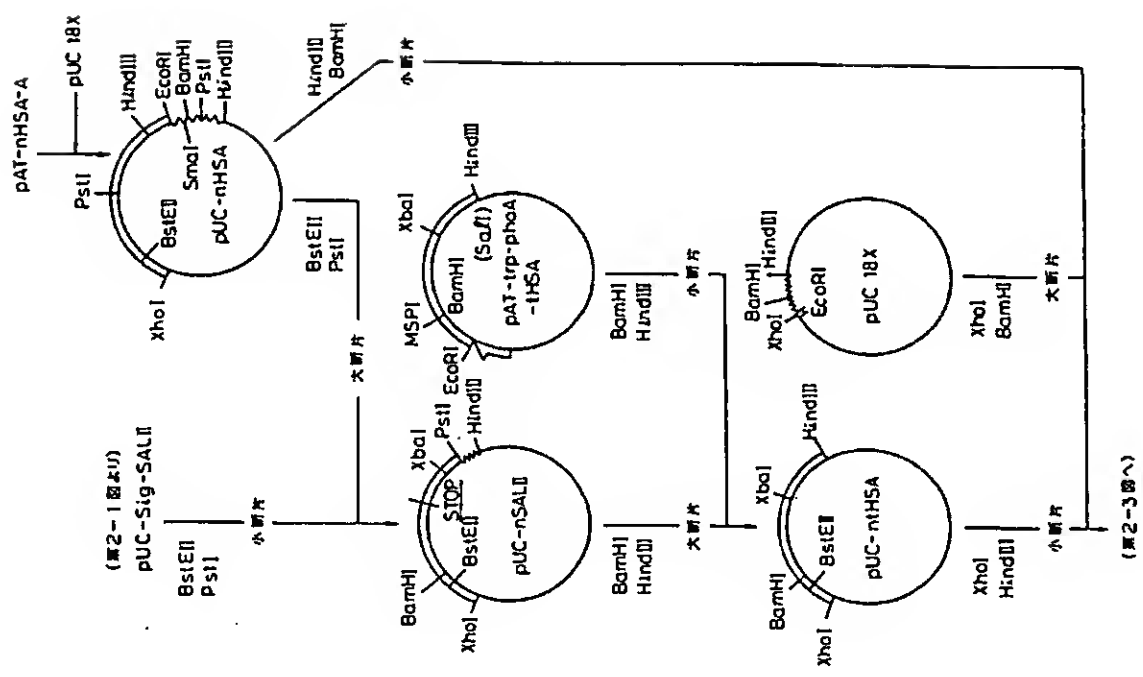 pAT-nHSA-A
pUC 18X
PstI
HindIII
EcoRI
BamHI
PstI
HindIII
SmaI
BstEII
pUC-nHSA
XhoI
HindIII
BamHI
小断片
BstEII
PstI
大断片
(第2-1図より)
pUC-Sig-SALII
BstEII
PstI
小断片
XbaI
PstI
HindIII
STOP
BamHI
BstEII
XhoI
pUC-nSALII
BamHI
HindIII
大断片
XbaI
HindIII
(SalI)
MSPI
BamHI
EcoRI
pAT-trp-phoA
-tHSA
BamHI
HindIII
小断片
XbaI
HindIII
BamHI
BstEII
XhoI
pUC-ntHSA
XhoI
HindIII
小断片
BamHI
HindIII
XhoI
EcoRI
pUC 18X
XhoI
BamHI
大断片
(第2-3図へ)